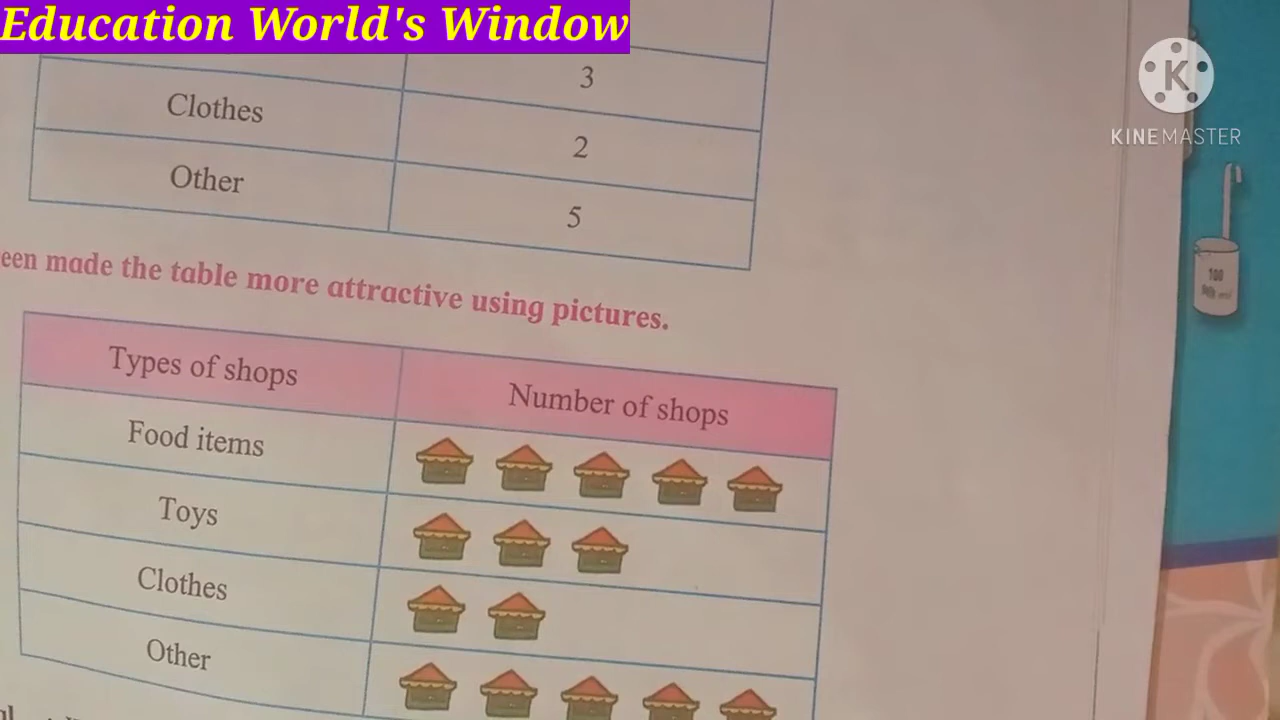 Education World's Window
K
KINEMASTER
3
Clothes 2
Other 5
een made the table more attractive using pictures.
Types of shops Number of shops
Food items
Toys
Clothes
Other
100